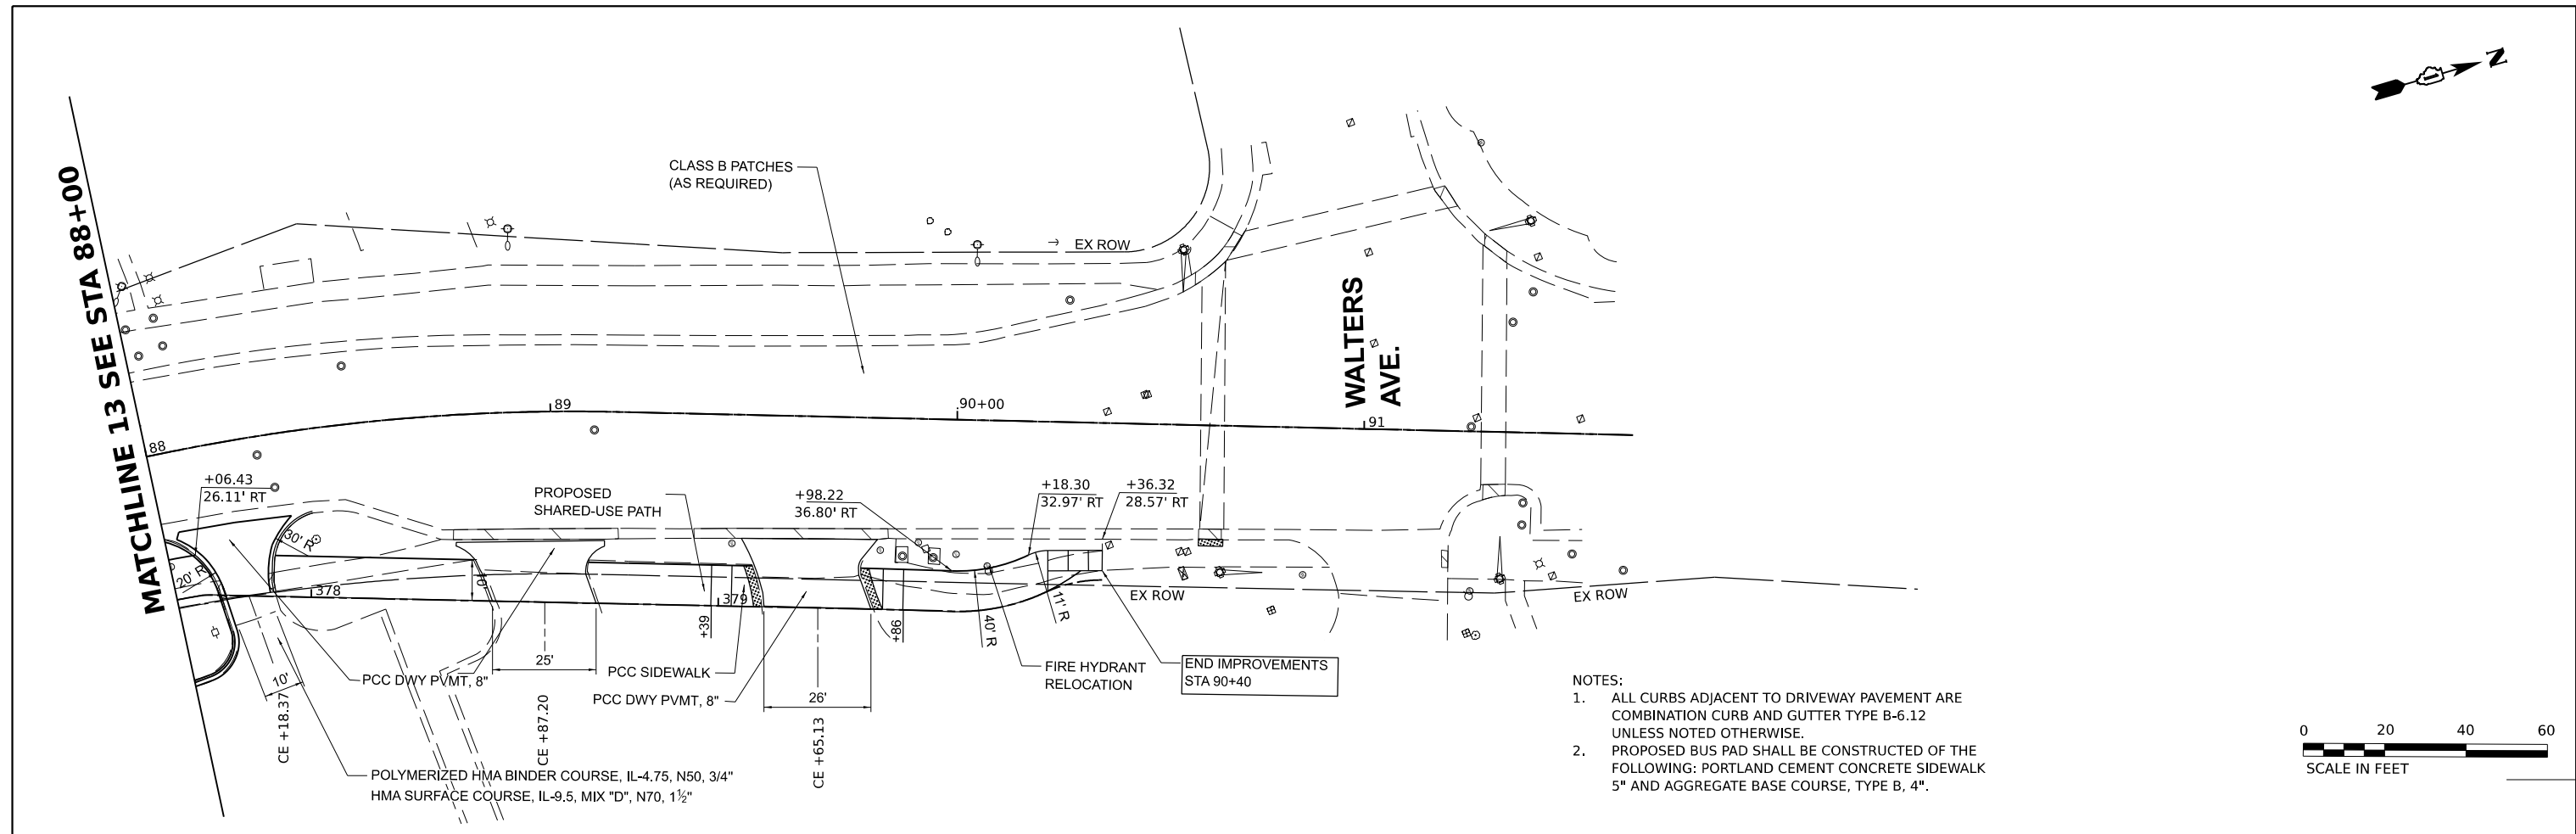 N
MATCHLINE 13 SEE STA 88+00
CLASS B PATCHES
(AS REQUIRED)
EX ROW
WALTERS
AVE.
88
89
90+00
91
+06.43
26.11' RT
PROPOSED
SHARED-USE PATH
+98.22
36.80' RT
+18.30
32.97' RT
+36.32
28.57' RT
30' R
20' R
10'
378
379
+39
+86
40' R
11' R
EX ROW
EX ROW
PCC DWY PVMT, 8"
25'
PCC SIDEWALK
PCC DWY PVMT, 8"
26'
FIRE HYDRANT
RELOCATION
END IMPROVEMENTS
STA 90+40
10'
CE +18.37
CE +87.20
CE +65.13
POLYMERIZED HMA BINDER COURSE, IL-4.75, N50, 3/4"
HMA SURFACE COURSE, IL-9.5, MIX "D", N70, 1½"
NOTES:
1. ALL CURBS ADJACENT TO DRIVEWAY PAVEMENT ARE
COMBINATION CURB AND GUTTER TYPE B-6.12
UNLESS NOTED OTHERWISE.
2. PROPOSED BUS PAD SHALL BE CONSTRUCTED OF THE
FOLLOWING: PORTLAND CEMENT CONCRETE SIDEWALK
5" AND AGGREGATE BASE COURSE, TYPE B, 4".
0 20 40 60
SCALE IN FEET